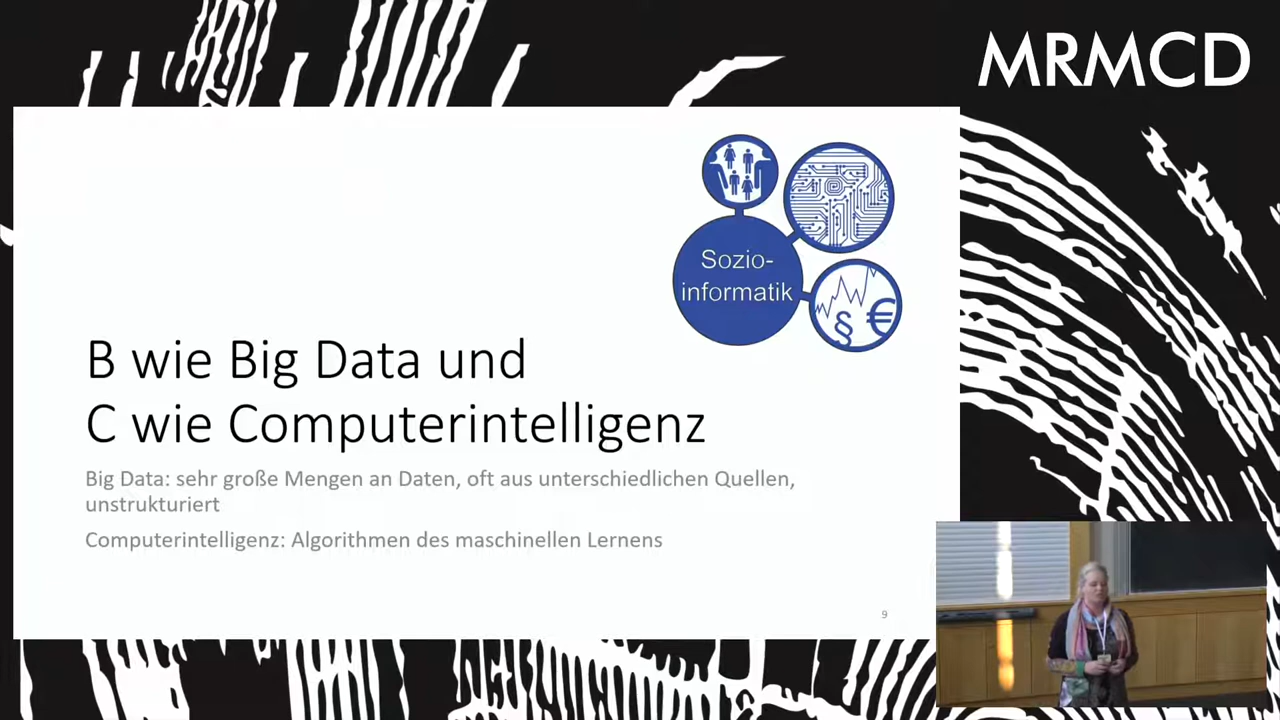 MRMCD
Sozio-
informatik
§
€
B wie Big Data und
C wie Computerintelligenz
Big Data: sehr große Mengen an Daten, oft aus unterschiedlichen Quellen,
unstrukturiert
Computerintelligenz: Algorithmen des maschinellen Lernens
9